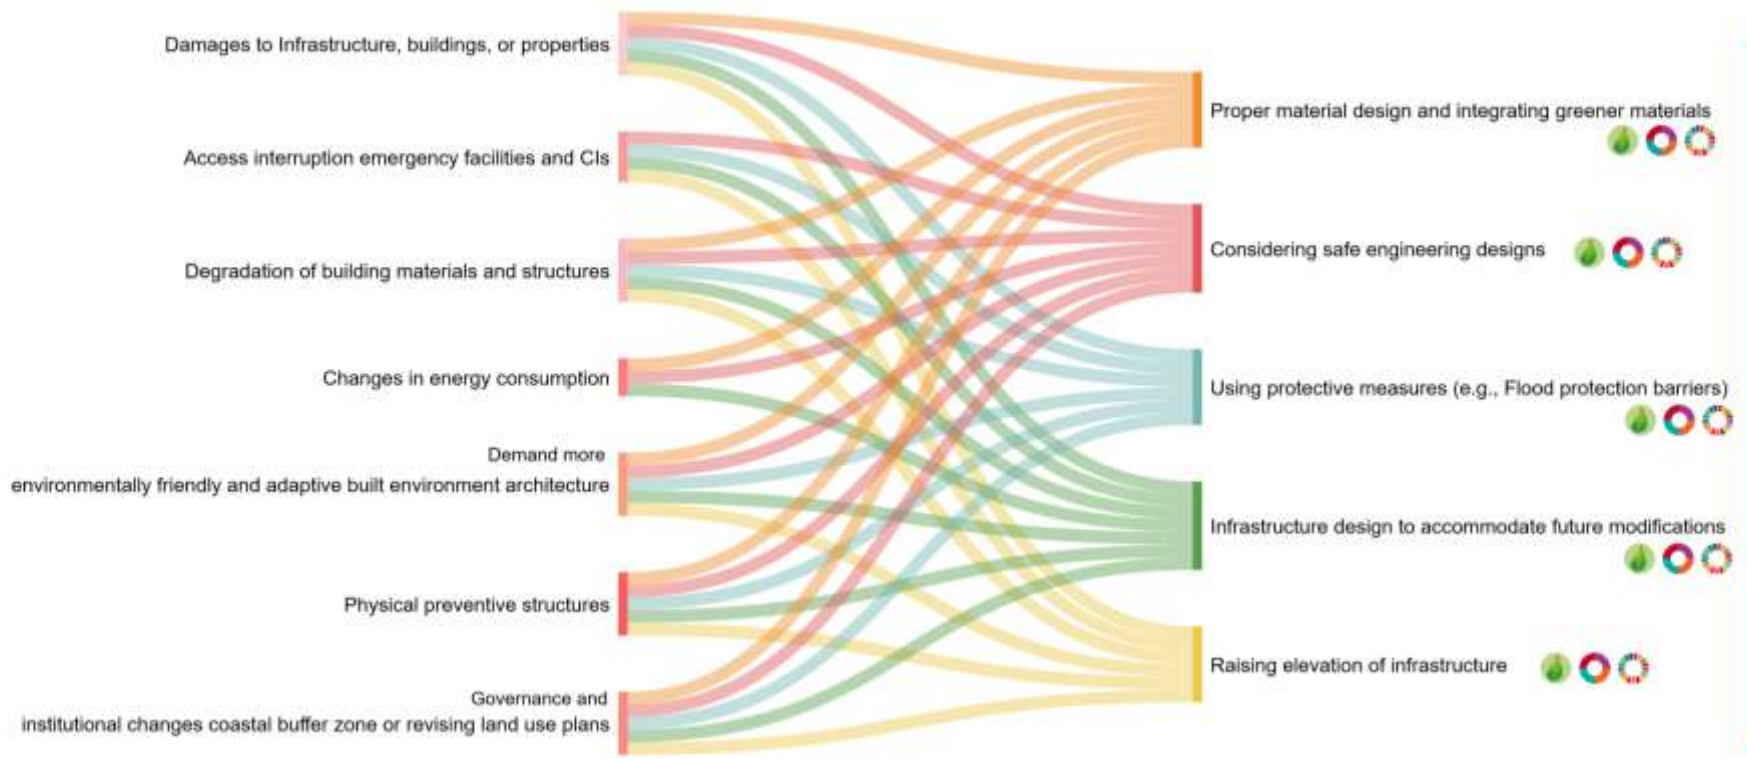 Damages to Infrastructure, buildings, or properties
Access interruption emergency facilities and CIs
Degradation of building materials and structures
Changes in energy consumption
Demand more
environmentally friendly and adaptive built environment architecture
Physical preventive structures
Governance and
institutional changes coastal buffer zone or revising land use plans
Proper material design and integrating greener materials
Considering safe engineering designs
Using protective measures (e.g., Flood protection barriers)
Infrastructure design to accommodate future modifications
Raising elevation of infrastructure